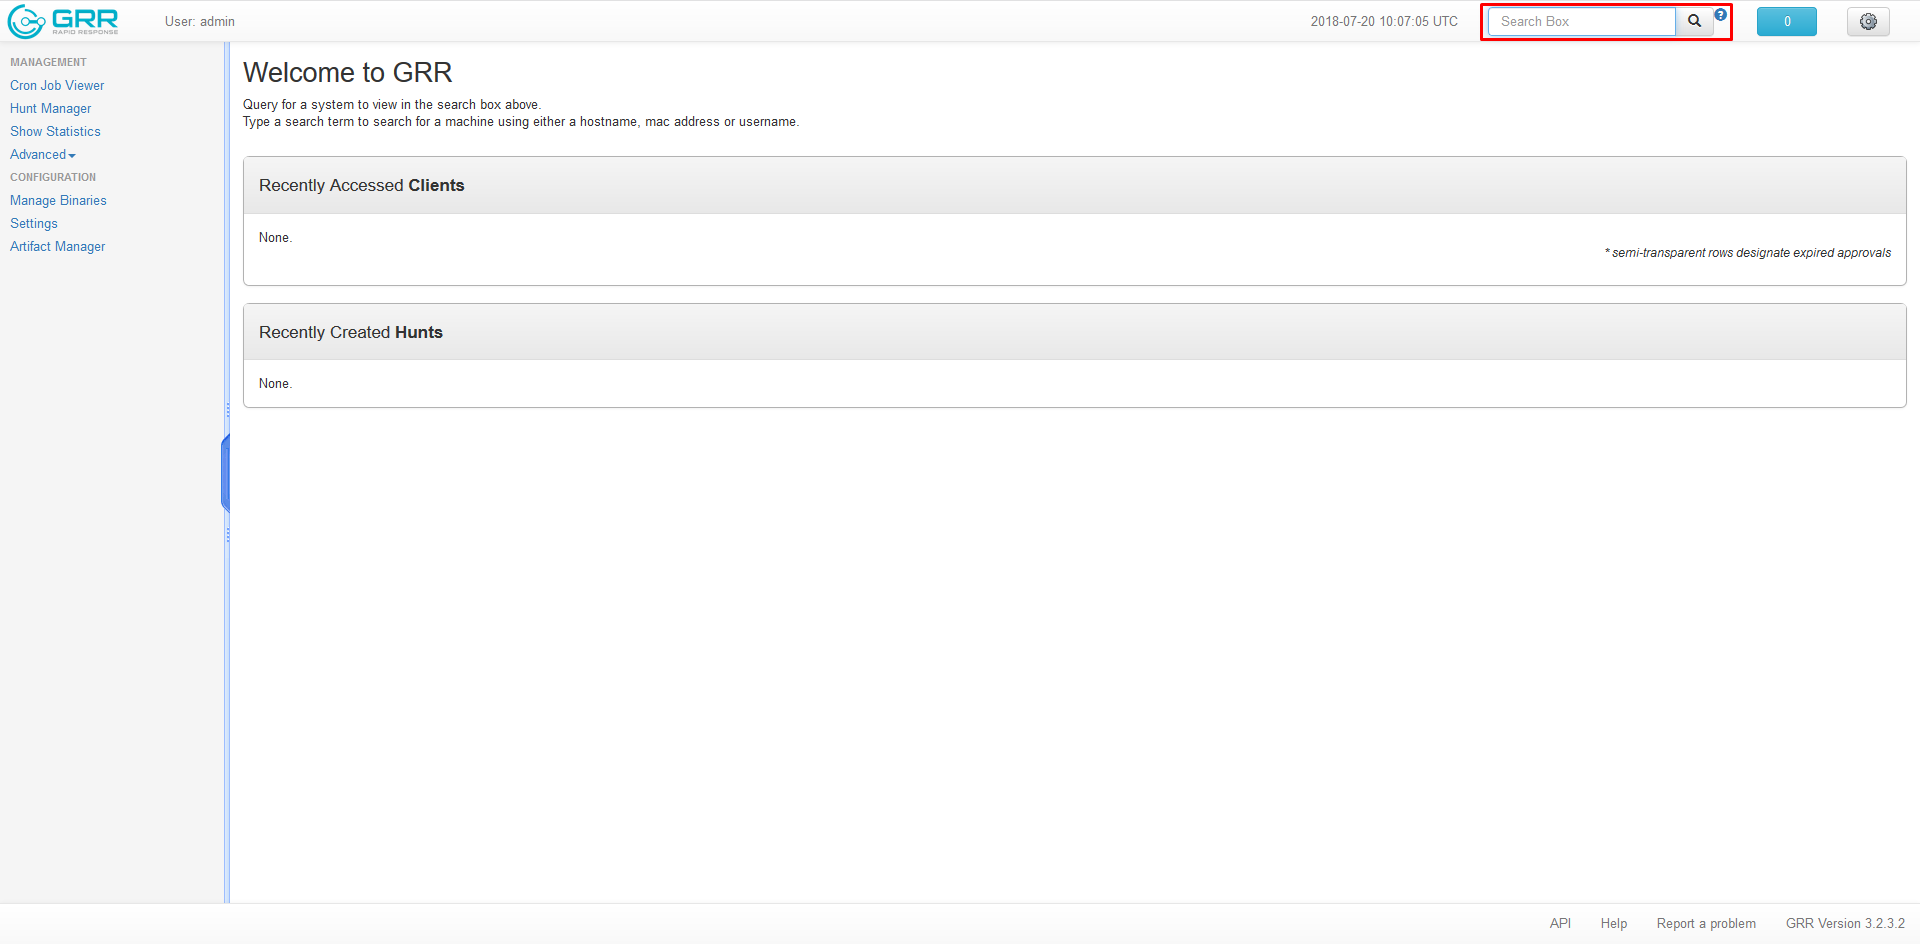 GRR
RAPID RESPONSE
User: admin
2018-07-20 10:07:05 UTC
Search Box
?
0
MANAGEMENT
Cron Job Viewer
Hunt Manager
Show Statistics
Advanced
CONFIGURATION
Manage Binaries
Settings
Artifact Manager
Welcome to GRR
Query for a system to view in the search box above.
Type a search term to search for a machine using either a hostname, mac address or username.
Recently Accessed Clients
None.
* semi-transparent rows designate expired approvals
Recently Created Hunts
None.
API
Help
Report a problem
GRR Version 3.2.3.2